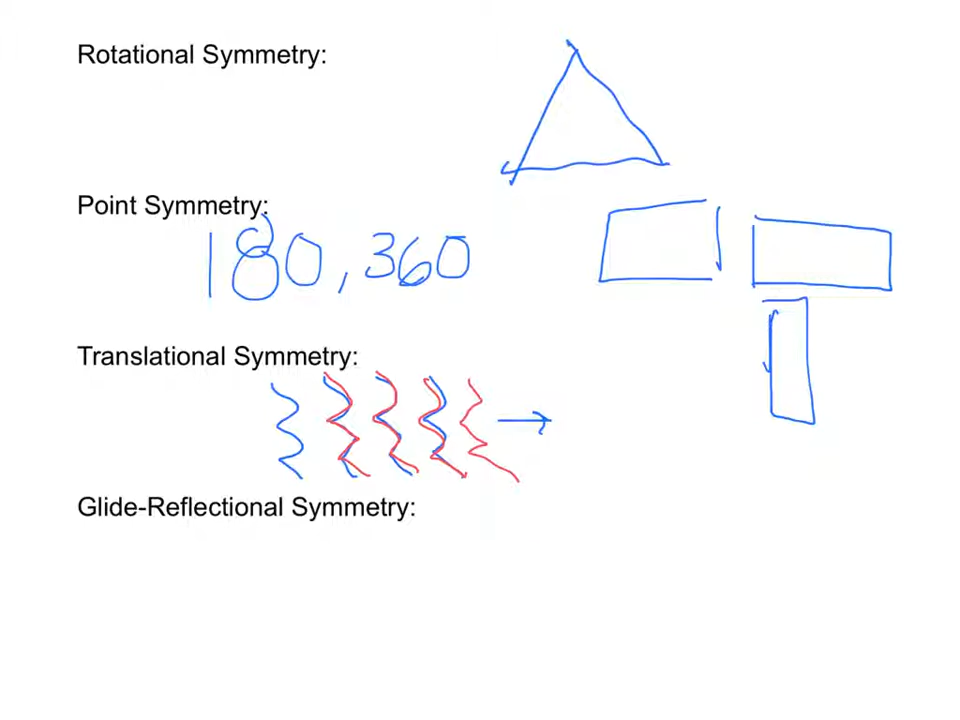 Rotational Symmetry:
Point Symmetry:
180, 360
Translational Symmetry:
Glide-Reflectional Symmetry: